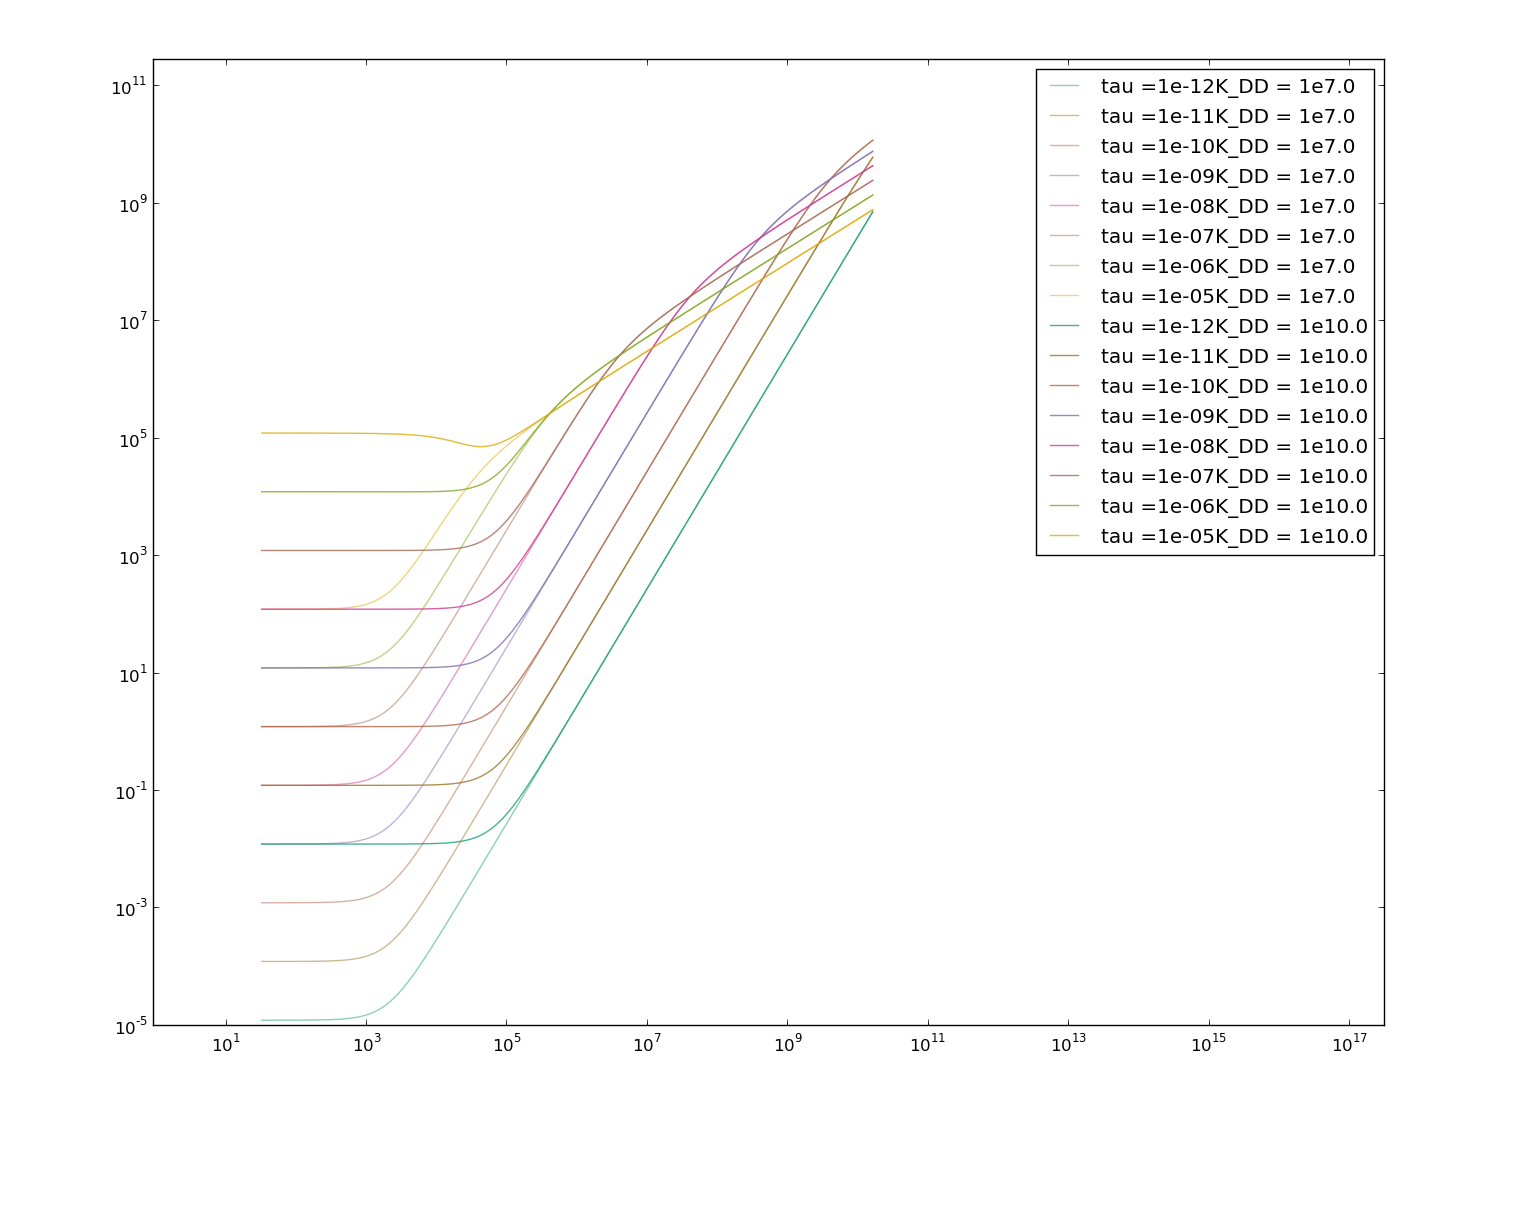 10^11
10^9
10^7
10^5
10^3
10^1
10^-1
10^-3
10^-5
10^1 10^3 10^5 10^7 10^9 10^11 10^13 10^15 10^17
tau =1e-12K_DD = 1e7.0
tau =1e-11K_DD = 1e7.0
tau =1e-10K_DD = 1e7.0
tau =1e-09K_DD = 1e7.0
tau =1e-08K_DD = 1e7.0
tau =1e-07K_DD = 1e7.0
tau =1e-06K_DD = 1e7.0
tau =1e-05K_DD = 1e7.0
tau =1e-12K_DD = 1e10.0
tau =1e-11K_DD = 1e10.0
tau =1e-10K_DD = 1e10.0
tau =1e-09K_DD = 1e10.0
tau =1e-08K_DD = 1e10.0
tau =1e-07K_DD = 1e10.0
tau =1e-06K_DD = 1e10.0
tau =1e-05K_DD = 1e10.0